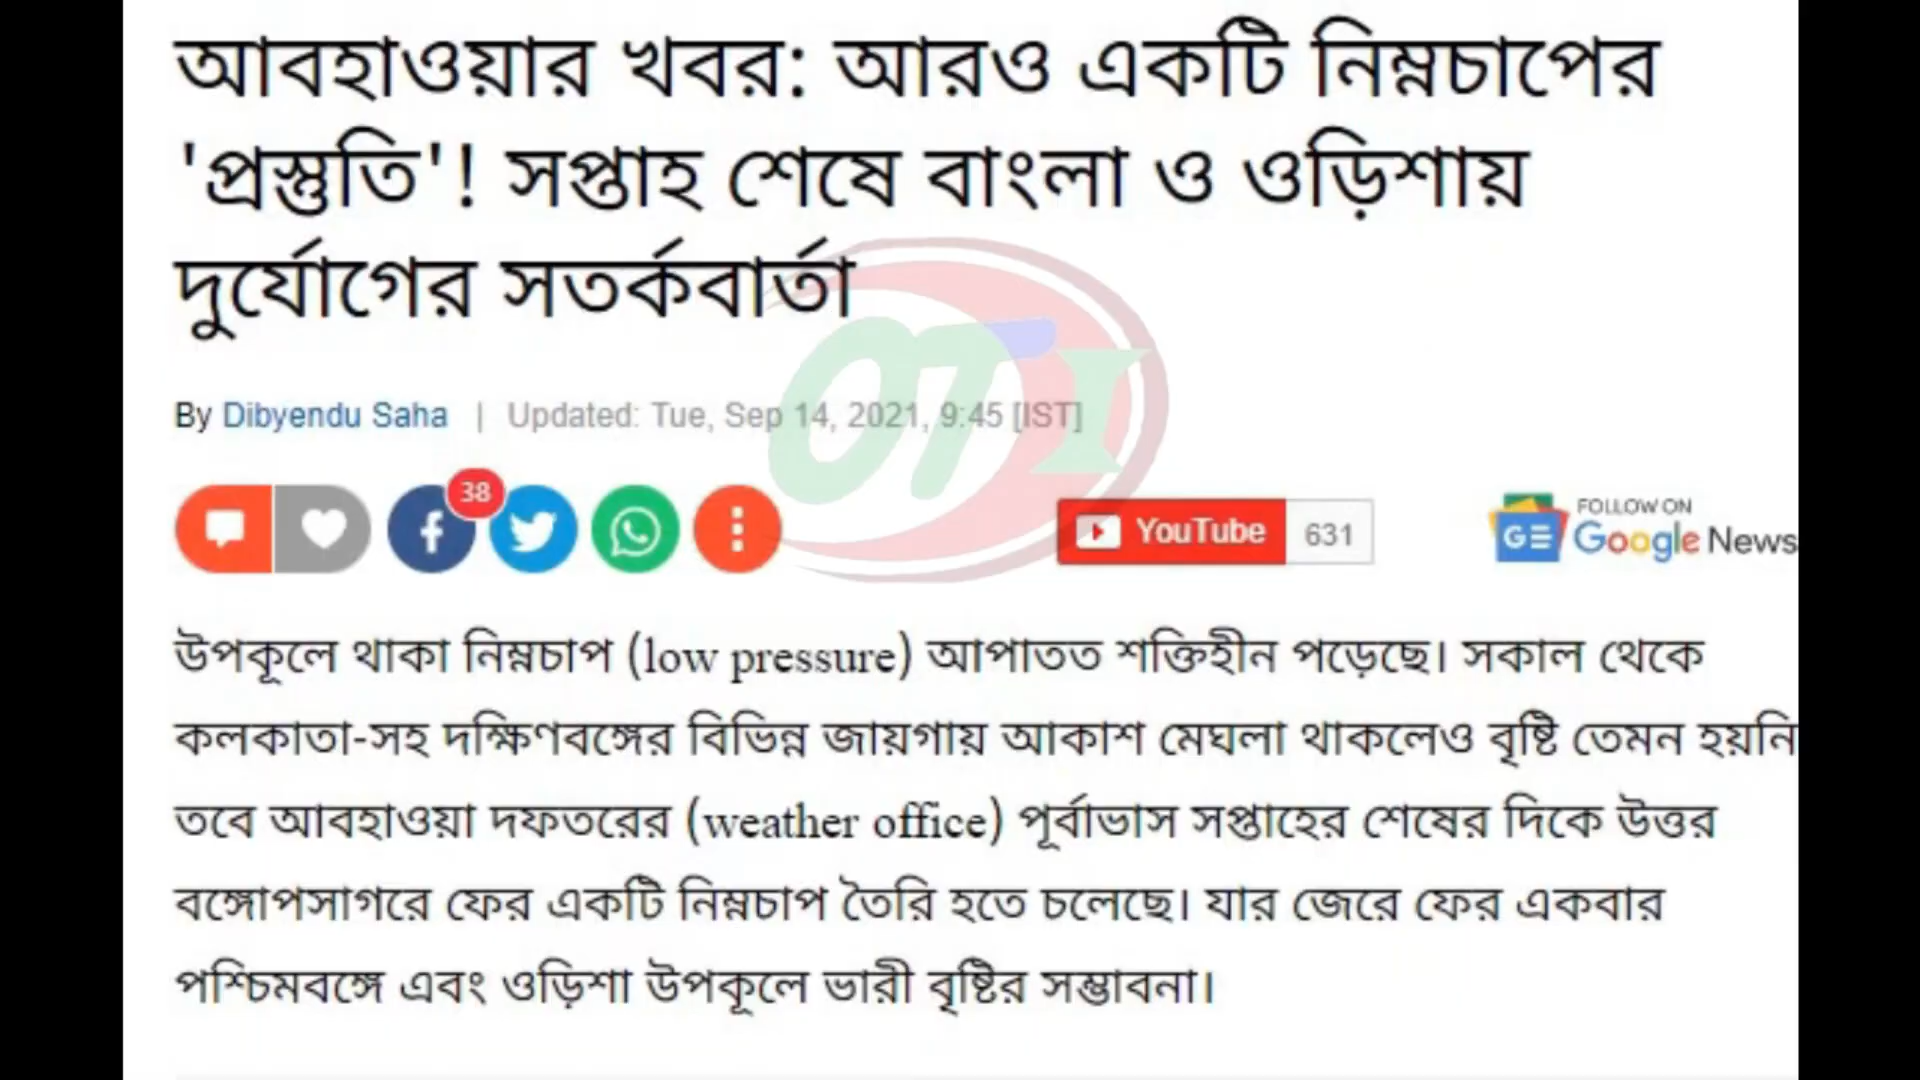 আবহাওয়ার খবর: আরও একটি নিম্নচাপের
'প্রস্তুতি'! সপ্তাহ শেষে বাংলা ও ওড়িশায়
দুর্যোগের সতর্কবার্তা
OTI
By Dibyendu Saha | Updated: Tue, Sep 14, 2021, 9:45 [IST]
38
YouTube 631
FOLLOW ON
GE Google News
উপকূলে থাকা নিম্নচাপ (low pressure) আপাতত শক্তিহীন পড়েছে। সকাল থেকে
কলকাতা-সহ দক্ষিণবঙ্গের বিভিন্ন জায়গায় আকাশ মেঘলা থাকলেও বৃষ্টি তেমন হয়নি
তবে আবহাওয়া দফতরের (weather office) পূর্বাভাস সপ্তাহের শেষের দিকে উত্তর
বঙ্গোপসাগরে ফের একটি নিম্নচাপ তৈরি হতে চলেছে। যার জেরে ফের একবার
পশ্চিমবঙ্গে এবং ওড়িশা উপকূলে ভারী বৃষ্টির সম্ভাবনা।